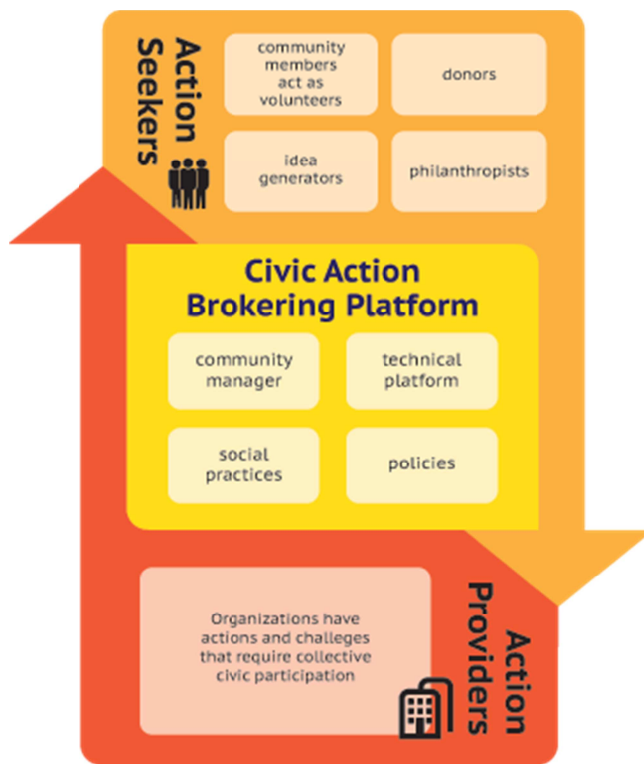 Action
Seekers
community
members
act as
volunteers
donors
idea
generators
philanthropists
Civic Action
Brokering Platform
community
manager
technical
platform
social
practices
policies
Organizations have
actions and challeges
that require collective
civic participation
Action
Providers